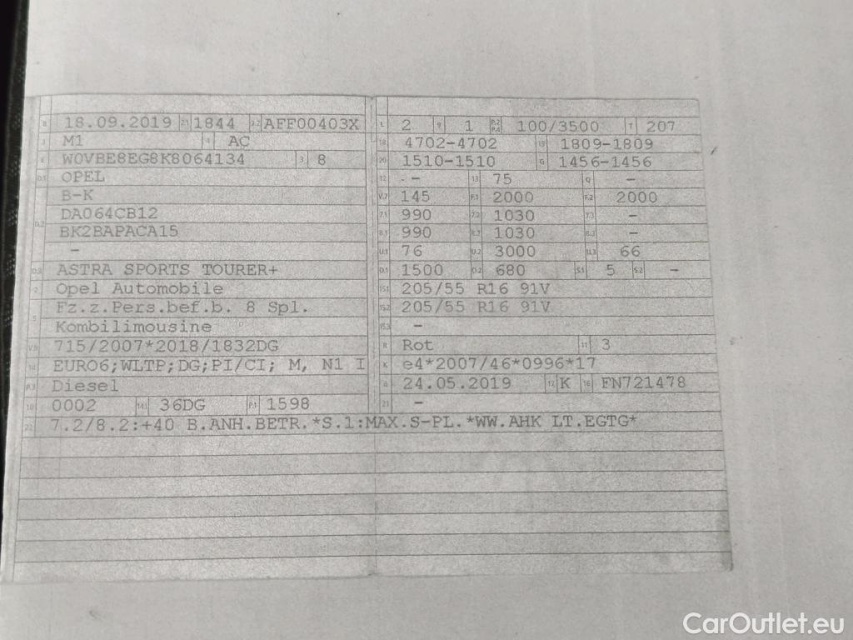 18.09.2019 1844 AFF00403X
M1 AC
W0VBE8EG8K8064134 8
OPEL
B-K
DA064CB12
BK2BAPACA15
-
ASTRA SPORTS TOURER+
Opel Automobile
Fz.z.Pers.bef.b. 8 Spl.
Kombilimousine
715/2007*2018/1832DG
EURO6;WLTP;DG;PI/CI; M, N1 I
Diesel
0002 36DG 1598
7.2/8.2:+40 B.ANH.BETR.*S.1:MAX.S-PL.*WW.AHK LT.EGTG*
2 1 100/3500 207
4702-4702 1809-1809
1510-1510 1456-1456
- 75 -
145 2000 2000
990 1030 -
990 1030 -
76 3000 66
1500 680 5 -
205/55 R16 91V
205/55 R16 91V
-
Rot 3
e4*2007/46*0996*17
24.05.2019 K FN721478
-
CarOutlet.eu